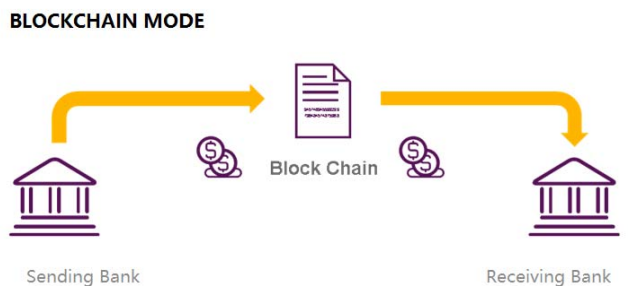 BLOCKCHAIN MODE
$
$
$
$
Block Chain
Sending Bank
Receiving Bank